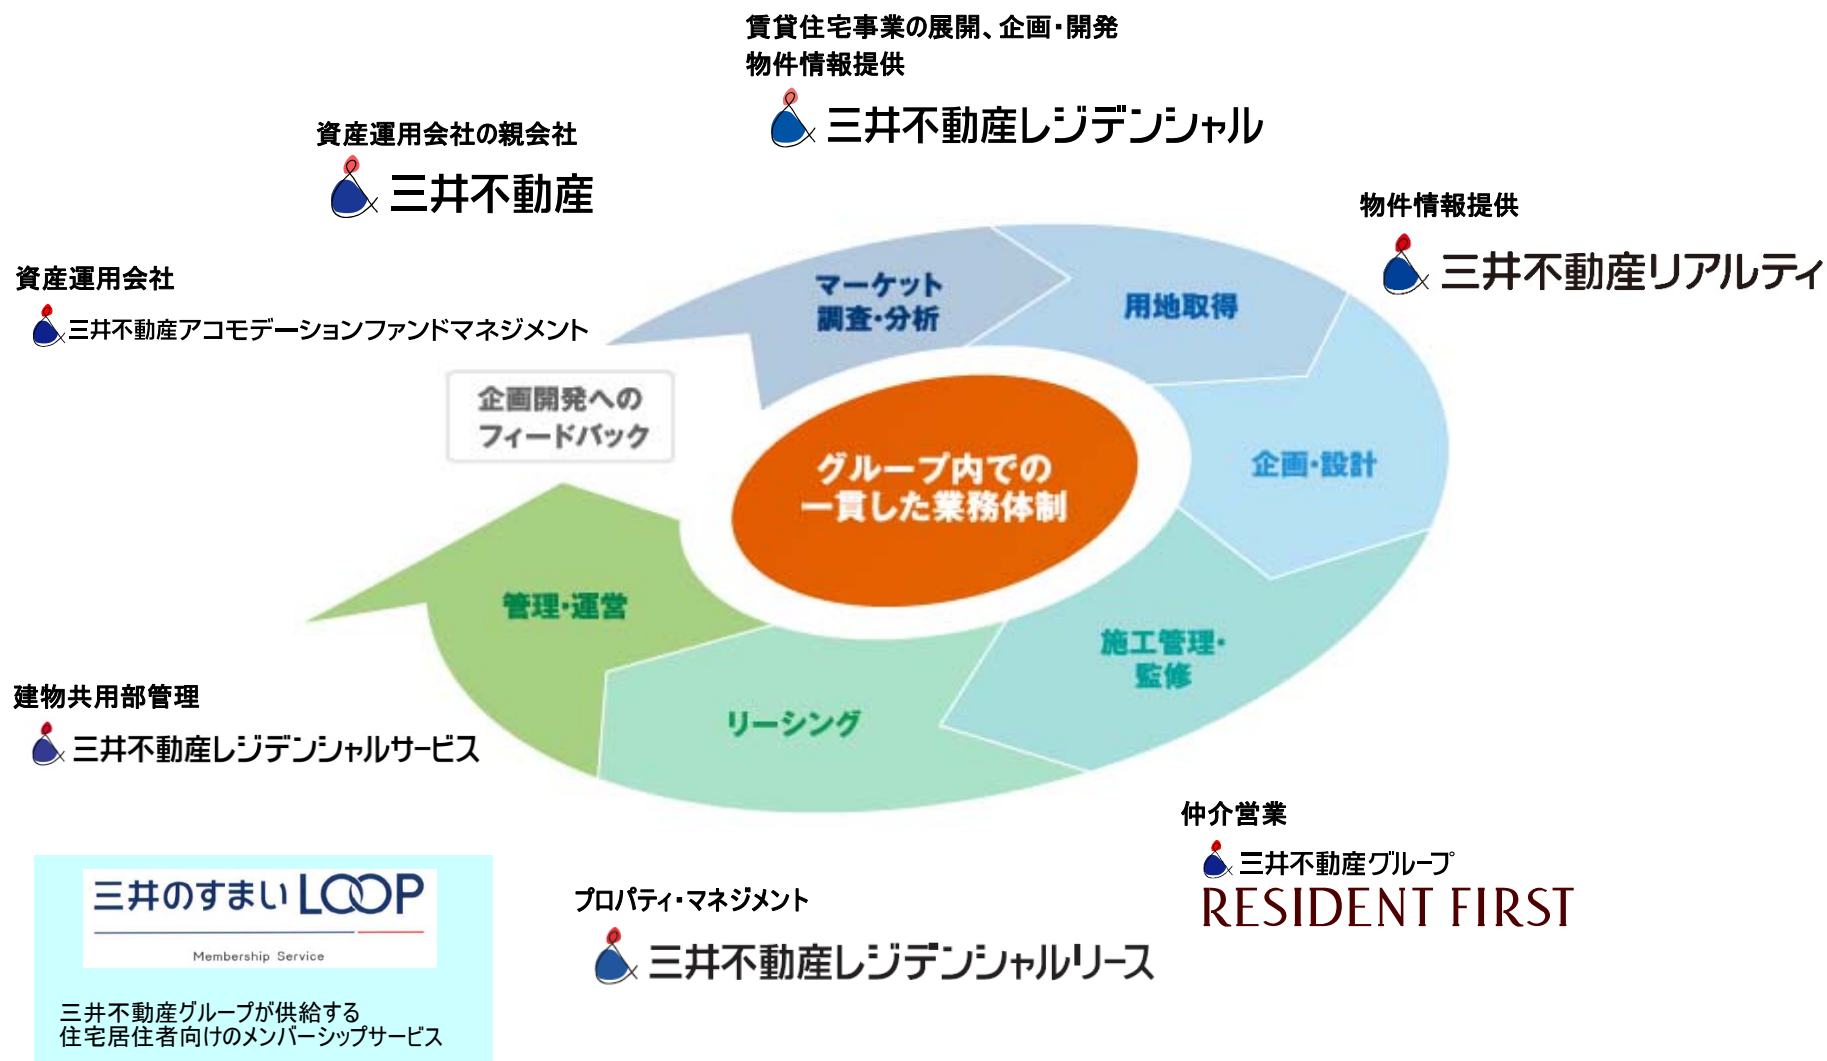 賃貸住宅事業の展開、企画・開発
物件情報提供
三井不動産レジデンシャル
資産運用会社の親会社
三井不動産
物件情報提供
三井不動産リアルティ
資産運用会社
三井不動産アコモデーションファンドマネジメント
マーケット
調査・分析
用地取得
企画開発への
フィードバック
グループ内での
一貫した業務体制
企画・設計
管理・運営
施工管理・
監修
リーシング
建物共用部管理
三井不動産レジデンシャルサービス
仲介営業
三井不動産グループ
RESIDENT FIRST
プロパティ・マネジメント
三井不動産レジデンシャルリース
三井のすまいLOOP
Membership Service
三井不動産グループが供給する
住宅居住者向けのメンバーシップサービス